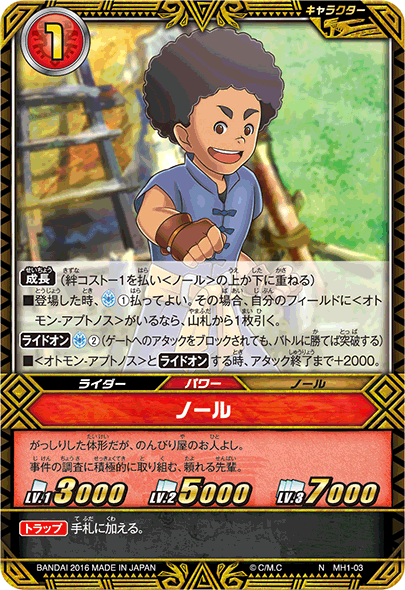 1
キャラクター
成長 (絆コスト-1を払い<ノール>の上か下に重ねる)
■登場した時、①払ってよい。その場合、自分のフィールドに<オト
モン-アプトノス>がいるなら、山札から1枚引く。
ライドオン ②(ゲートへのアタックをブロックされても、バトルに勝てば突破する)
■<オトモン-アプトノス>とライドオンする時、アタック終了まで+2000。
ライダー パワー ノール
ノール
がっしりした体形だが、のんびり屋のお人よし。
事件の調査に積極的に取り組む、頼れる先輩。
LV.1 3000 LV.2 5000 LV.3 7000
トラップ 手札に加える。
BANDAI 2016 MADE IN JAPAN ©C/M.C N MH1-03